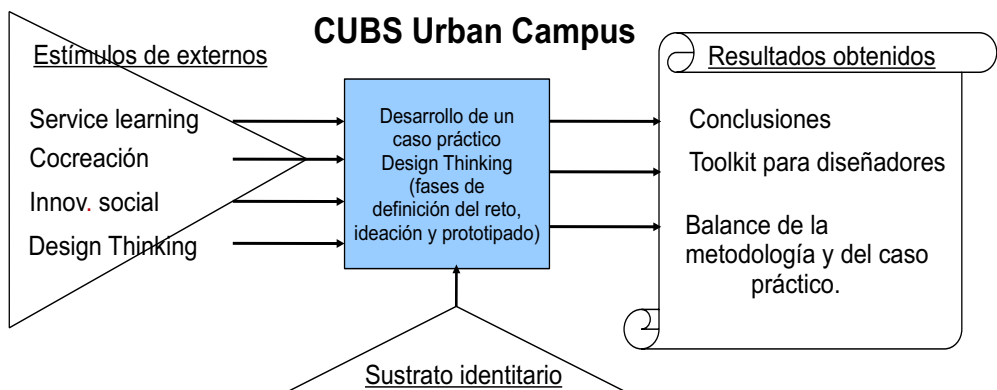 CUBS Urban Campus
Estímulos de externos
Service learning
Cocreación
Innov. social
Design Thinking
Desarrollo de un
caso práctico
Design Thinking
(fases de
definición del reto,
ideación y prototipado)
Resultados obtenidos
Conclusiones
Toolkit para diseñadores
Balance de la
metodología y del caso
práctico.
Sustrato identitario